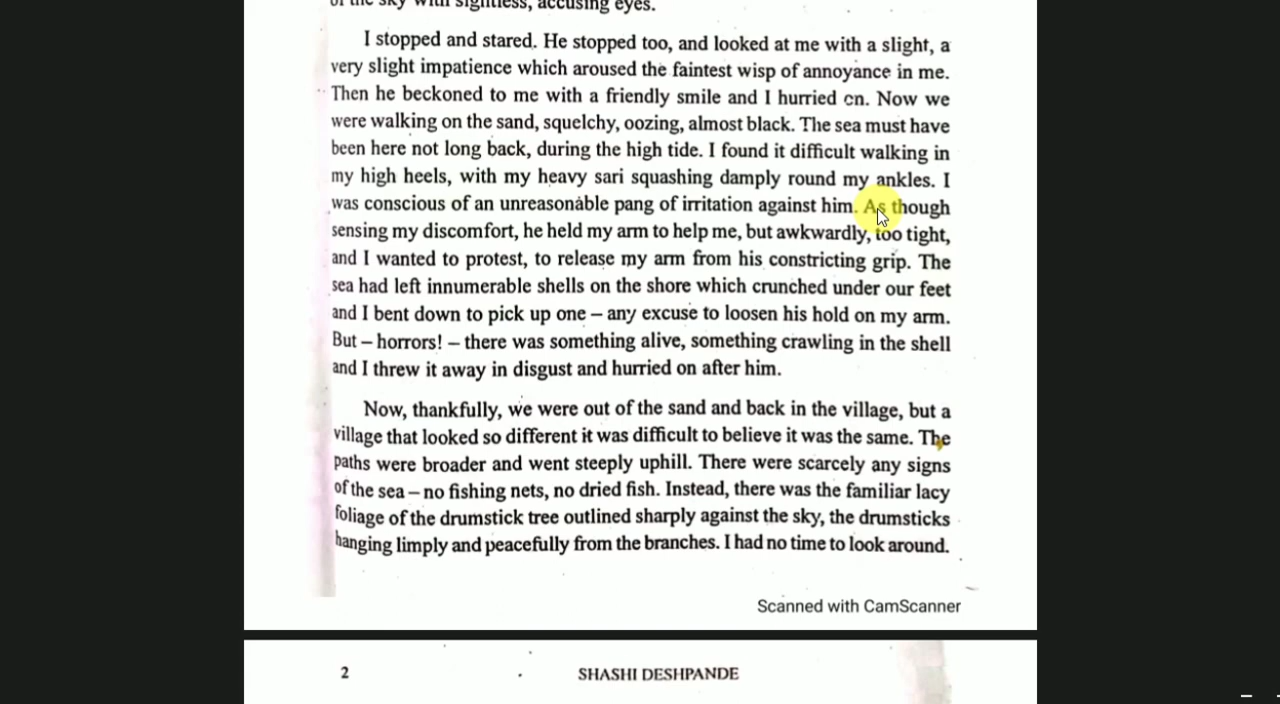 of the sky with sightless, accusing eyes.
I stopped and stared. He stopped too, and looked at me with a slight, a
very slight impatience which aroused the faintest wisp of annoyance in me.
Then he beckoned to me with a friendly smile and I hurried cn. Now we
were walking on the sand, squelchy, oozing, almost black. The sea must have
been here not long back, during the high tide. I found it difficult walking in
my high heels, with my heavy sari squashing damply round my ankles. I
was conscious of an unreasonable pang of irritation against him. As though
sensing my discomfort, he held my arm to help me, but awkwardly, too tight,
and I wanted to protest, to release my arm from his constricting grip. The
sea had left innumerable shells on the shore which crunched under our feet
and I bent down to pick up one – any excuse to loosen his hold on my arm.
But – horrors! – there was something alive, something crawling in the shell
and I threw it away in disgust and hurried on after him.
Now, thankfully, we were out of the sand and back in the village, but a
village that looked so different it was difficult to believe it was the same. The
paths were broader and went steeply uphill. There were scarcely any signs
of the sea – no fishing nets, no dried fish. Instead, there was the familiar lacy
foliage of the drumstick tree outlined sharply against the sky, the drumsticks
hanging limply and peacefully from the branches. I had no time to look around.
Scanned with CamScanner
2 SHASHI DESHPANDE